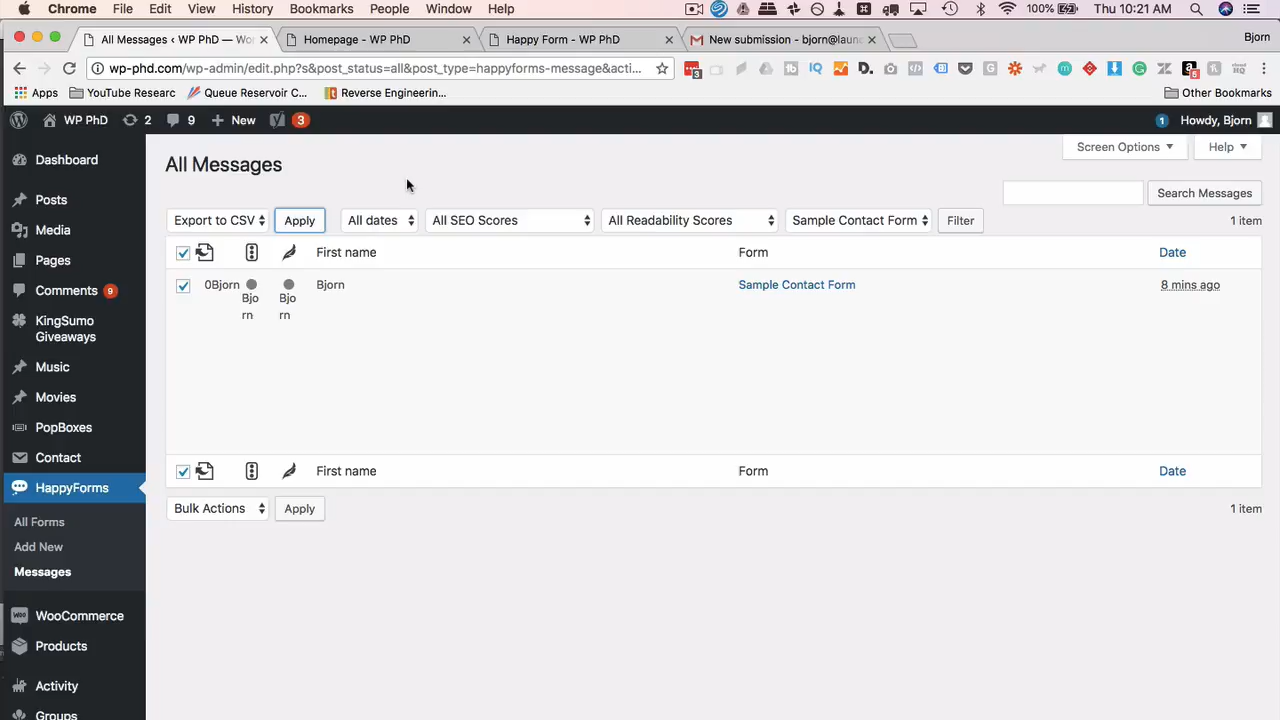 Chrome File Edit View History Bookmarks People Window Help 100% Thu 10:21 AM
All Messages ‹ WP PhD — Wor Homepage - WP PhD Happy Form - WP PhD New submission - bjorn@laun Bjorn
wp-phd.com/wp-admin/edit.php?s&post_status=all&post_type=happyforms-message&acti...
Apps YouTube Researc Queue Reservoir C... Reverse Engineerin... Other Bookmarks
WP PhD 2 9 New 3 1 Howdy, Bjorn
Dashboard
Posts
Media
Pages
Comments 9
KingSumo
Giveaways
Music
Movies
PopBoxes
Contact
HappyForms
All Forms
Add New
Messages
WooCommerce
Products
Activity
Groups
Screen Options Help
All Messages
Search Messages
Export to CSV Apply All dates All SEO Scores All Readability Scores Sample Contact Form Filter 1 item
First name Form Date
0Bjorn Bjo Bjo Bjorn Sample Contact Form 8 mins ago
rn rn
First name Form Date
Bulk Actions Apply 1 item